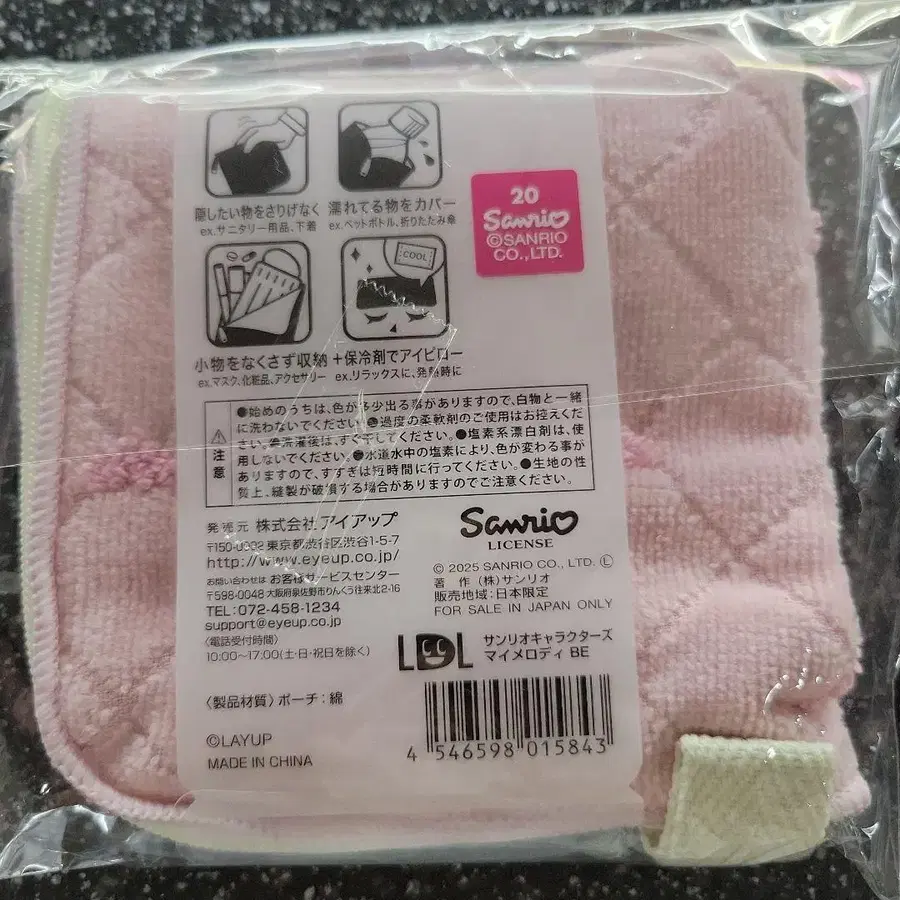 隠したい物をさりげなく
ex.サニタリー用品、下着
濡れてる物をカバー
ex.ペットボトル、折りたたみ傘
20
Sanrio
©SANRIO
CO.,LTD.
COOL
小物をなくさず収納
ex.マスク、化粧品、アクセサリー
+保冷剤でアイピロー
ex.リラックスに、発熱時に
⚠注意
●始めのうちは、色が多少出る事がありますので、白物と一緒
に洗わないでください。●過度の柔軟剤のご使用はお控えくだ
さい。●洗濯後は、すぐ干してください。●塩素系漂白剤は、使
用しないでください。●水道水中の塩素により、色が変わる事が
ありますので、すすぎは短時間に行ってください。●生地の性
質上、縫製が破損する場合がありますのでご注意ください。
発売元 株式会社アイアップ
〒150-0002 東京都渋谷区渋谷1-5-7
http://www.eyeup.co.jp/
お問い合わせは お客様サービスセンター
〒598-0048 大阪府泉佐野市りんくう往来北2-16
TEL:072-458-1234
support@eyeup.co.jp
〈電話受付時間〉
10:00~17:00(土・日・祝日を除く)
〈製品材質〉ポーチ:綿
©LAYUP
MADE IN CHINA
Sanrio
LICENSE
© 2025 SANRIO CO., LTD. Ⓛ
著 作 (株)サンリオ
販売地域:日本限定
FOR SALE IN JAPAN ONLY
サンリオキャラクターズ
マイメロディ BE
4 546598 015843